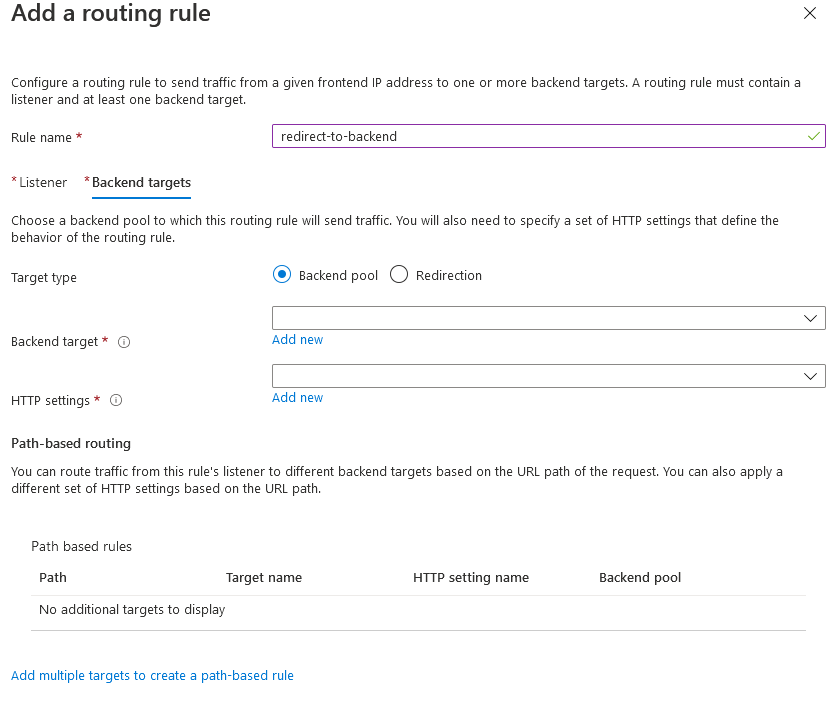 Add a routing rule
Configure a routing rule to send traffic from a given frontend IP address to one or more backend targets. A routing rule must contain a
listener and at least one backend target.
Rule name *
redirect-to-backend
* Listener
* Backend targets
Choose a backend pool to which this routing rule will send traffic. You will also need to specify a set of HTTP settings that define the
behavior of the routing rule.
Target type
Backend pool
Redirection
Backend target *
Add new
HTTP settings *
Add new
Path-based routing
You can route traffic from this rule's listener to different backend targets based on the URL path of the request. You can also apply a
different set of HTTP settings based on the URL path.
Path based rules
Path Target name HTTP setting name Backend pool
No additional targets to display
Add multiple targets to create a path-based rule